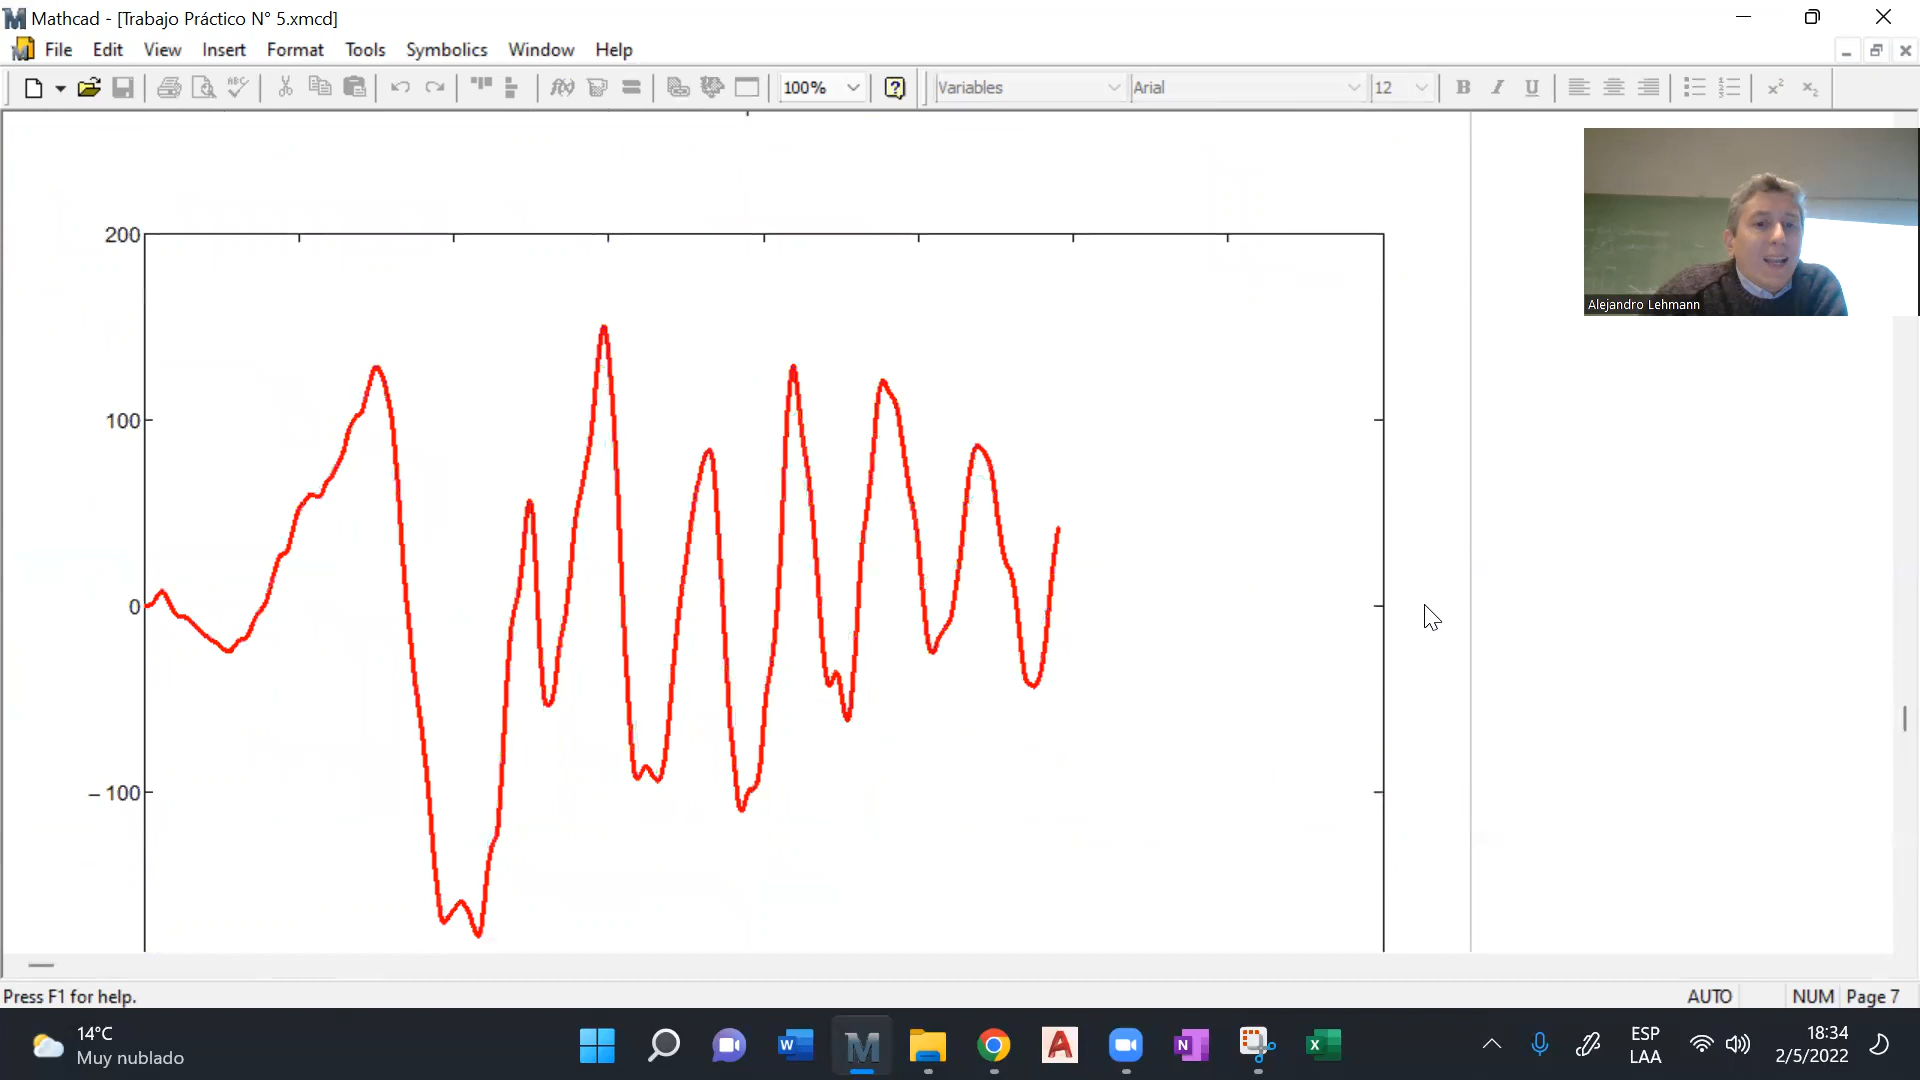 Mathcad - [Trabajo Práctico N° 5.xmcd]
File Edit View Insert Format Tools Symbolics Window Help
100% Variables Arial 12 B I U
200
100
0
– 100
Alejandro Lehmann
Press F1 for help.
AUTO NUM Page 7
14°C
Muy nublado
ESP
LAA
18:34
2/5/2022